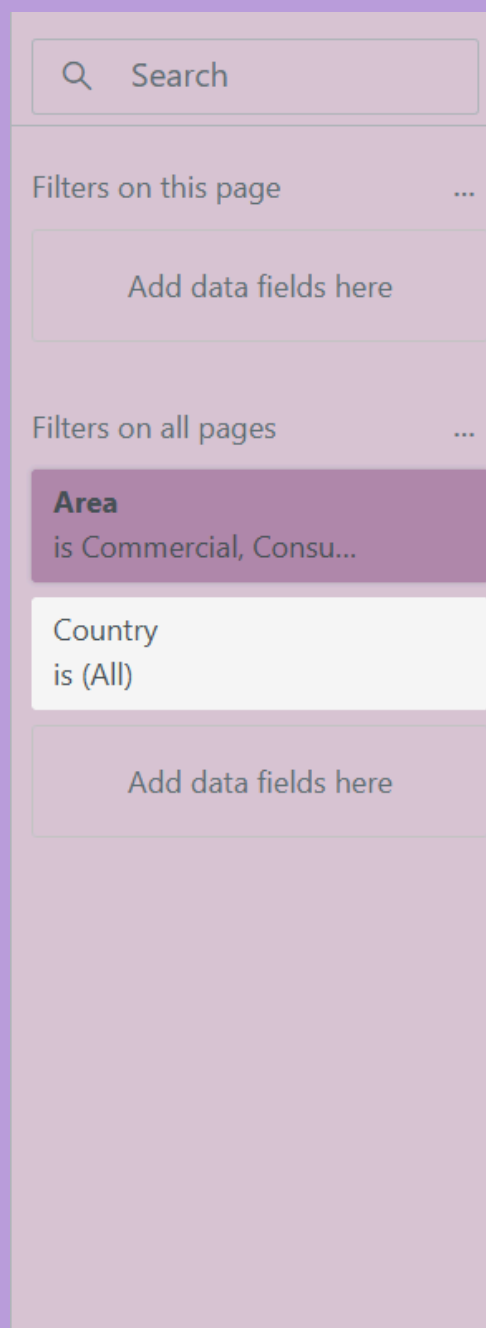 Search
Filters on this page
...
Add data fields here
Filters on all pages
...
Area
is Commercial, Consu...
Country
is (All)
Add data fields here